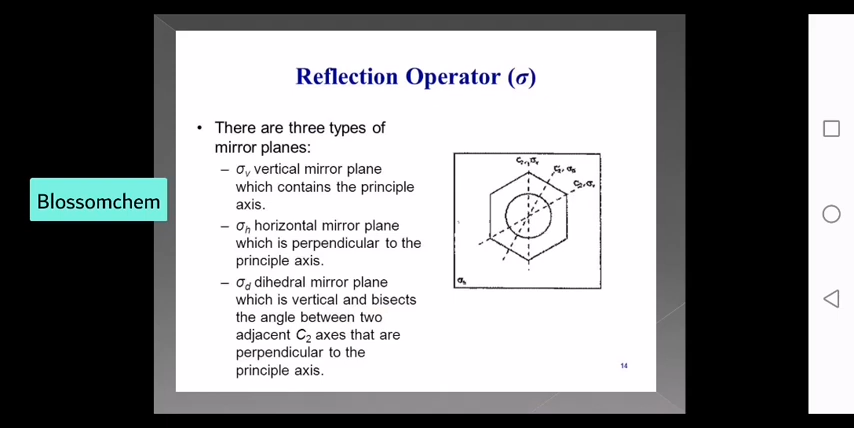 Reflection Operator (σ)
• There are three types of
mirror planes:
– σv vertical mirror plane
which contains the principle
axis.
– σh horizontal mirror plane
which is perpendicular to the
principle axis.
– σd dihedral mirror plane
which is vertical and bisects
the angle between two
adjacent C2 axes that are
perpendicular to the
principle axis.
Blossomchem
σh
14